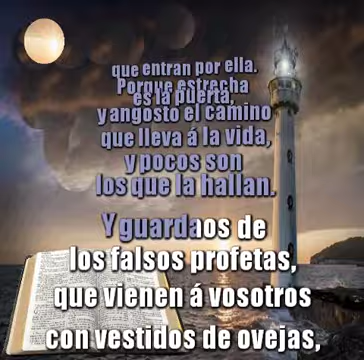 que entran por ella.
Porque estrecha
es la puerta,
y angosto el camino
que lleva á la vida,
y pocos son
los que la hallan.
Y guardaos de
los falsos profetas,
que vienen á vosotros
con vestidos de ovejas,